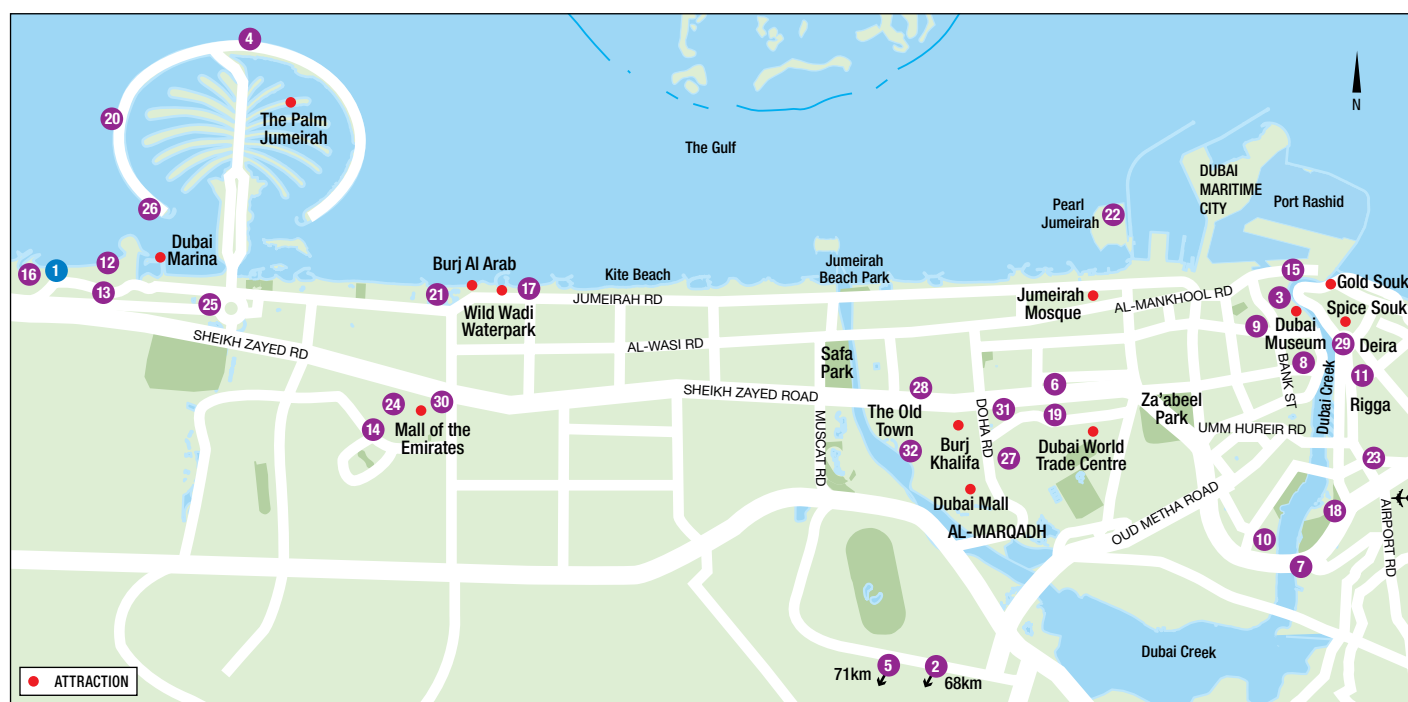 4
The Palm
Jumeirah
20
26
The Gulf
N
DUBAI
MARITIME
CITY
Port Rashid
Pearl
Jumeirah
22
16
1
12
13
Dubai
Marina
25
Burj Al Arab
21
17
Wild Wadi
Waterpark
Kite Beach
JUMEIRAH RD
Jumeirah
Beach Park
Jumeirah
Mosque
AL-MANKHOOL RD
15
Gold Souk
3
Spice Souk
9
Dubai
Museum
29
Deira
8
11
BANK ST
Dubai Creek
Rigga
SHEIKH ZAYED RD
AL-WASI RD
Safa
Park
SHEIKH ZAYED ROAD
28
6
31
19
Za'abeel
Park
UMM HUREIR RD
24
30
14
Mall of the
Emirates
MUSCAT RD
The Old
Town
32
Burj
Khalifa
DOHA RD
27
Dubai World
Trade Centre
23
Dubai Mall
AL-MARQADH
OUD METHA ROAD
18
10
7
AIRPORT RD
Dubai Creek
71km
5
2
68km
ATTRACTION